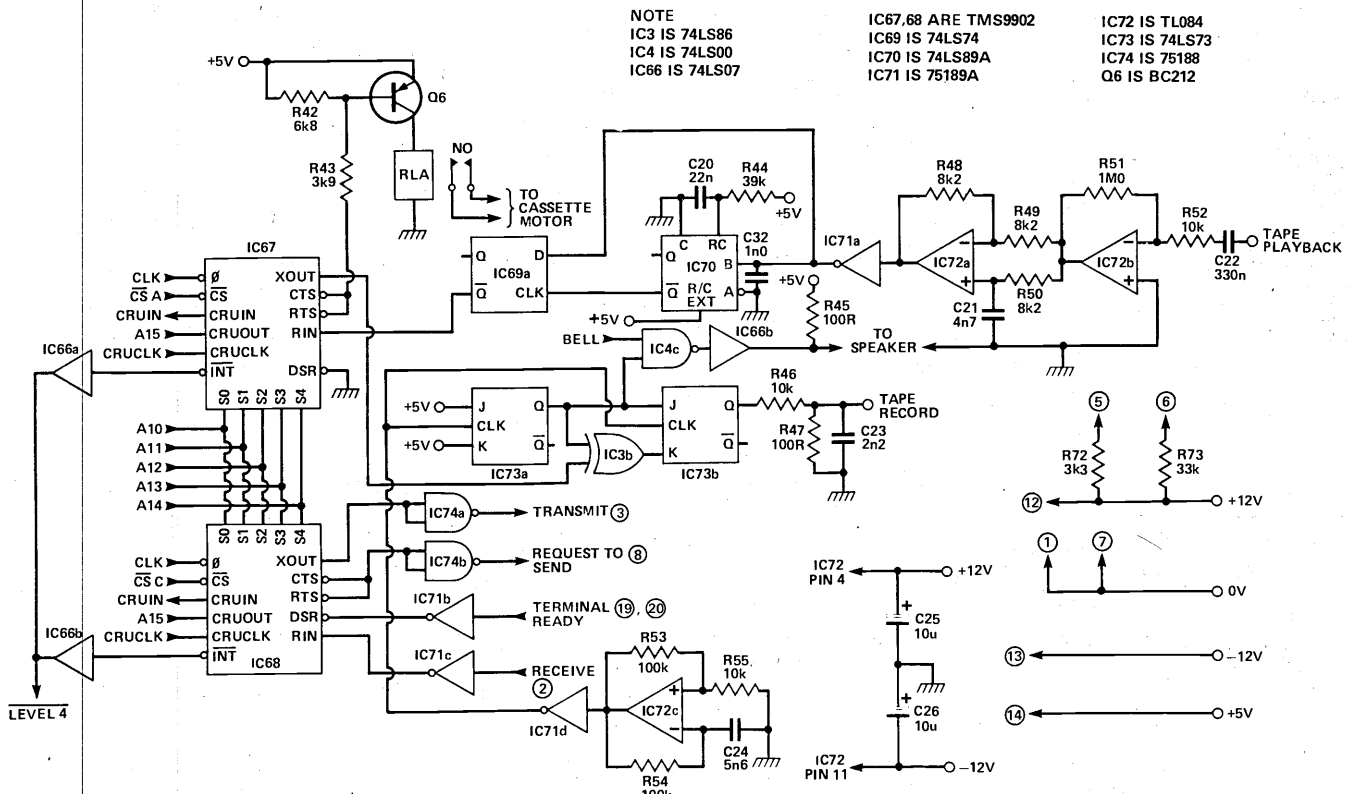 NOTE
IC3 IS 74LS86
IC4 IS 74LS00
IC66 IS 74LS07
IC67,68 ARE TMS9902
IC69 IS 74LS74
IC70 IS 74LS89A
IC71 IS 75189A
IC72 IS TL084
IC73 IS 74LS73
IC74 IS 75188
Q6 IS BC212
+5V
R42
6k8
Q6
R43
3k9
RLA
NO
TO
CASSETTE
MOTOR
C20
22n
R44
39k
+5V
C
RC
C32
1n0
Q
IC70
B
Q̅
R/C
EXT
A
+5V
Q
D
IC69a
Q̅
CLK
IC71a
R48
8k2
IC72a
-
+
R49
8k2
R50
8k2
C21
4n7
R51
1M0
IC72b
-
+
R52
10k
C22
330n
TAPE
PLAYBACK
+5V
R45
100R
TO
SPEAKER
BELL
IC4c
IC66b
IC67
CLK
Ø
XOUT
C̅S̅ A
C̅S̅
CTS
CRUIN
CRUIN
RTS
A15
CRUOUT
RIN
CRUCLK
CRUCLK
I̅N̅T̅
DSR
S0
S1
S2
S3
S4
IC66a
A10
A11
A12
A13
A14
+5V
J
Q
CLK
+5V
K
Q̅
IC73a
IC3b
J
Q
CLK
K
Q̅
IC73b
R46
10k
R47
100R
C23
2n2
TAPE
RECORD
S0
S1
S2
S3
S4
CLK
Ø
XOUT
C̅S̅ C
C̅S̅
CTS
CRUIN
CRUIN
RTS
A15
CRUOUT
DSR
CRUCLK
CRUCLK
RIN
I̅N̅T̅
IC68
IC66b
L̅E̅V̅E̅L̅ ̅4̅
IC74a
TRANSMIT ③
IC74b
REQUEST TO ⑧
SEND
IC71b
TERMINAL ⑲, ⑳
READY
IC71c
RECEIVE
②
IC71d
R53
100k
IC72c
+
-
R55
10k
C24
5n6
R54
100k
IC72
PIN 4
+12V
+
C25
10u
+
C26
10u
IC72
PIN 11
-12V
⑤
⑥
R72
3k3
R73
33k
⑫
+12V
①
⑦
0V
⑬
-12V
⑭
+5V